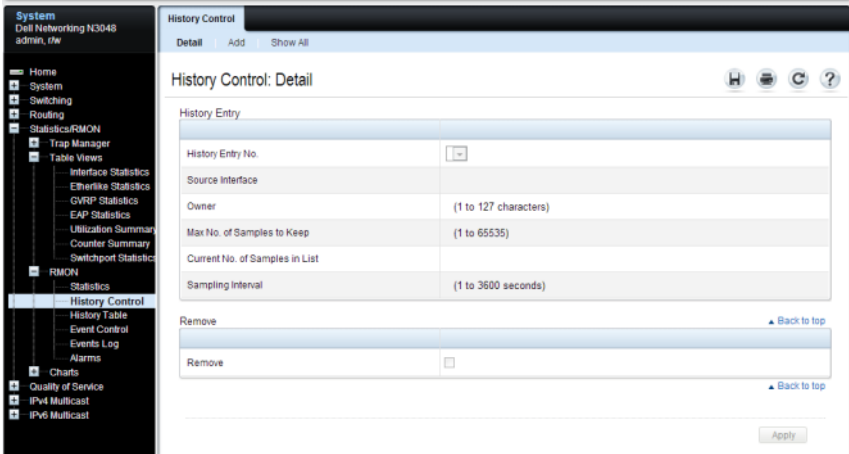 System
Dell Networking N3048
admin, r/w
Home
System
Switching
Routing
Statistics/RMON
Trap Manager
Table Views
Interface Statistics
Etherlike Statistics
GVRP Statistics
EAP Statistics
Utilization Summary
Counter Summary
Switchport Statistics
RMON
Statistics
History Control
History Table
Event Control
Events Log
Alarms
Charts
Quality of Service
IPv4 Multicast
IPv6 Multicast
History Control
Detail Add Show All
History Control: Detail
?
History Entry
History Entry No.
Source Interface
Owner (1 to 127 characters)
Max No. of Samples to Keep (1 to 65535)
Current No. of Samples in List
Sampling Interval (1 to 3600 seconds)
Remove Back to top
Remove
Back to top
Apply